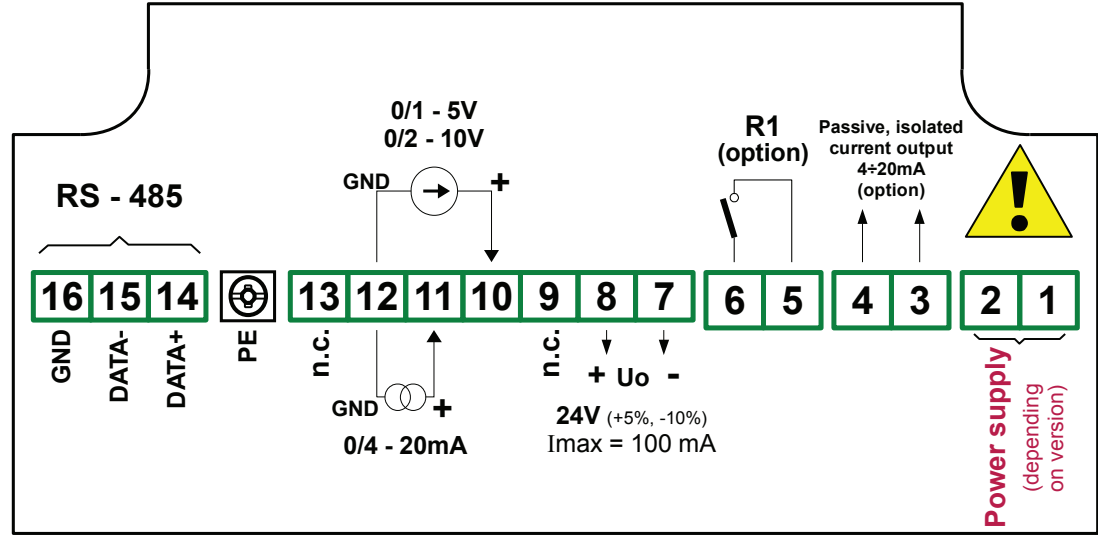 0/1 - 5V
0/2 - 10V
GND
+
R1
(option)
Passive, isolated
current output
4÷20mA
(option)
RS - 485
16 15 14 13 12 11 10 9 8 7 6 5 4 3 2 1
GND
DATA-
DATA+
PE
n.c.
GND
+
0/4 - 20mA
n.c.
+ Uo -
24V (+5%, -10%)
Imax = 100 mA
Power supply
(depending
on version)